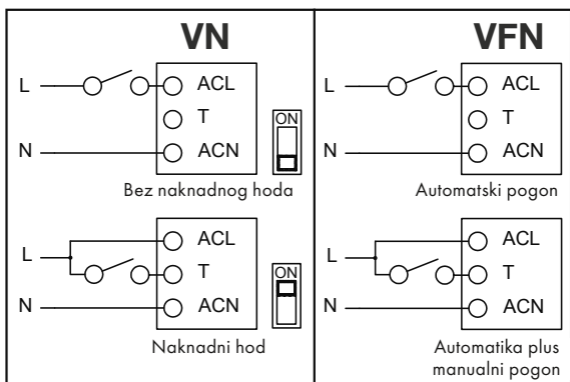 VN
L
ACL
T
ON
N
ACN
Bez naknadnog hoda
L
ACL
T
ON
N
ACN
Naknadni hod
VFN
L
ACL
T
N
ACN
Automatski pogon
L
ACL
T
N
ACN
Automatika plus
manualni pogon